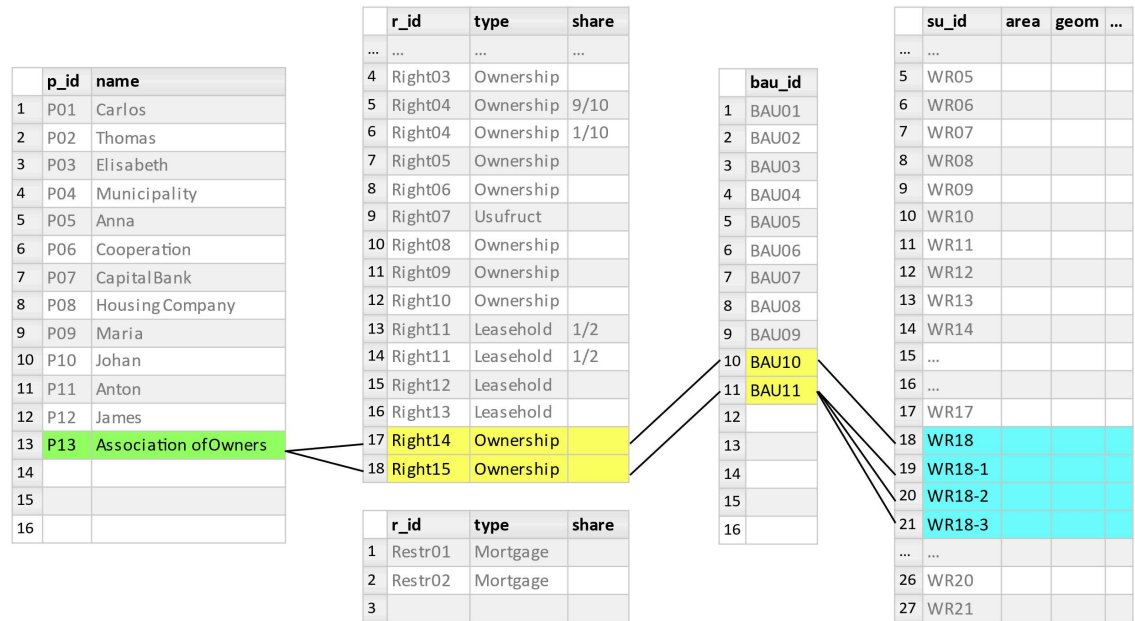 p_id name
1 P01 Carlos
2 P02 Thomas
3 P03 Elisabeth
4 P04 Municipality
5 P05 Anna
6 P06 Cooperation
7 P07 CapitalBank
8 P08 Housing Company
9 P09 Maria
10 P10 Johan
11 P11 Anton
12 P12 James
13 P13 Association of Owners
14
15
16
r_id type share
... ... ... ...
4 Right03 Ownership
5 Right04 Ownership 9/10
6 Right04 Ownership 1/10
7 Right05 Ownership
8 Right06 Ownership
9 Right07 Usufruct
10 Right08 Ownership
11 Right09 Ownership
12 Right10 Ownership
13 Right11 Leasehold 1/2
14 Right11 Leasehold 1/2
15 Right12 Leasehold
16 Right13 Leasehold
17 Right14 Ownership
18 Right15 Ownership
r_id type share
1 Restr01 Mortgage
2 Restr02 Mortgage
3
bau_id
1 BAU01
2 BAU02
3 BAU03
4 BAU04
5 BAU05
6 BAU06
7 BAU07
8 BAU08
9 BAU09
10 BAU10
11 BAU11
12
13
14
15
16
su_id area geom ...
... ...
5 WR05
6 WR06
7 WR07
8 WR08
9 WR09
10 WR10
11 WR11
12 WR12
13 WR13
14 WR14
15 ...
16 ...
17 WR17
18 WR18
19 WR18-1
20 WR18-2
21 WR18-3
... ...
26 WR20
27 WR21